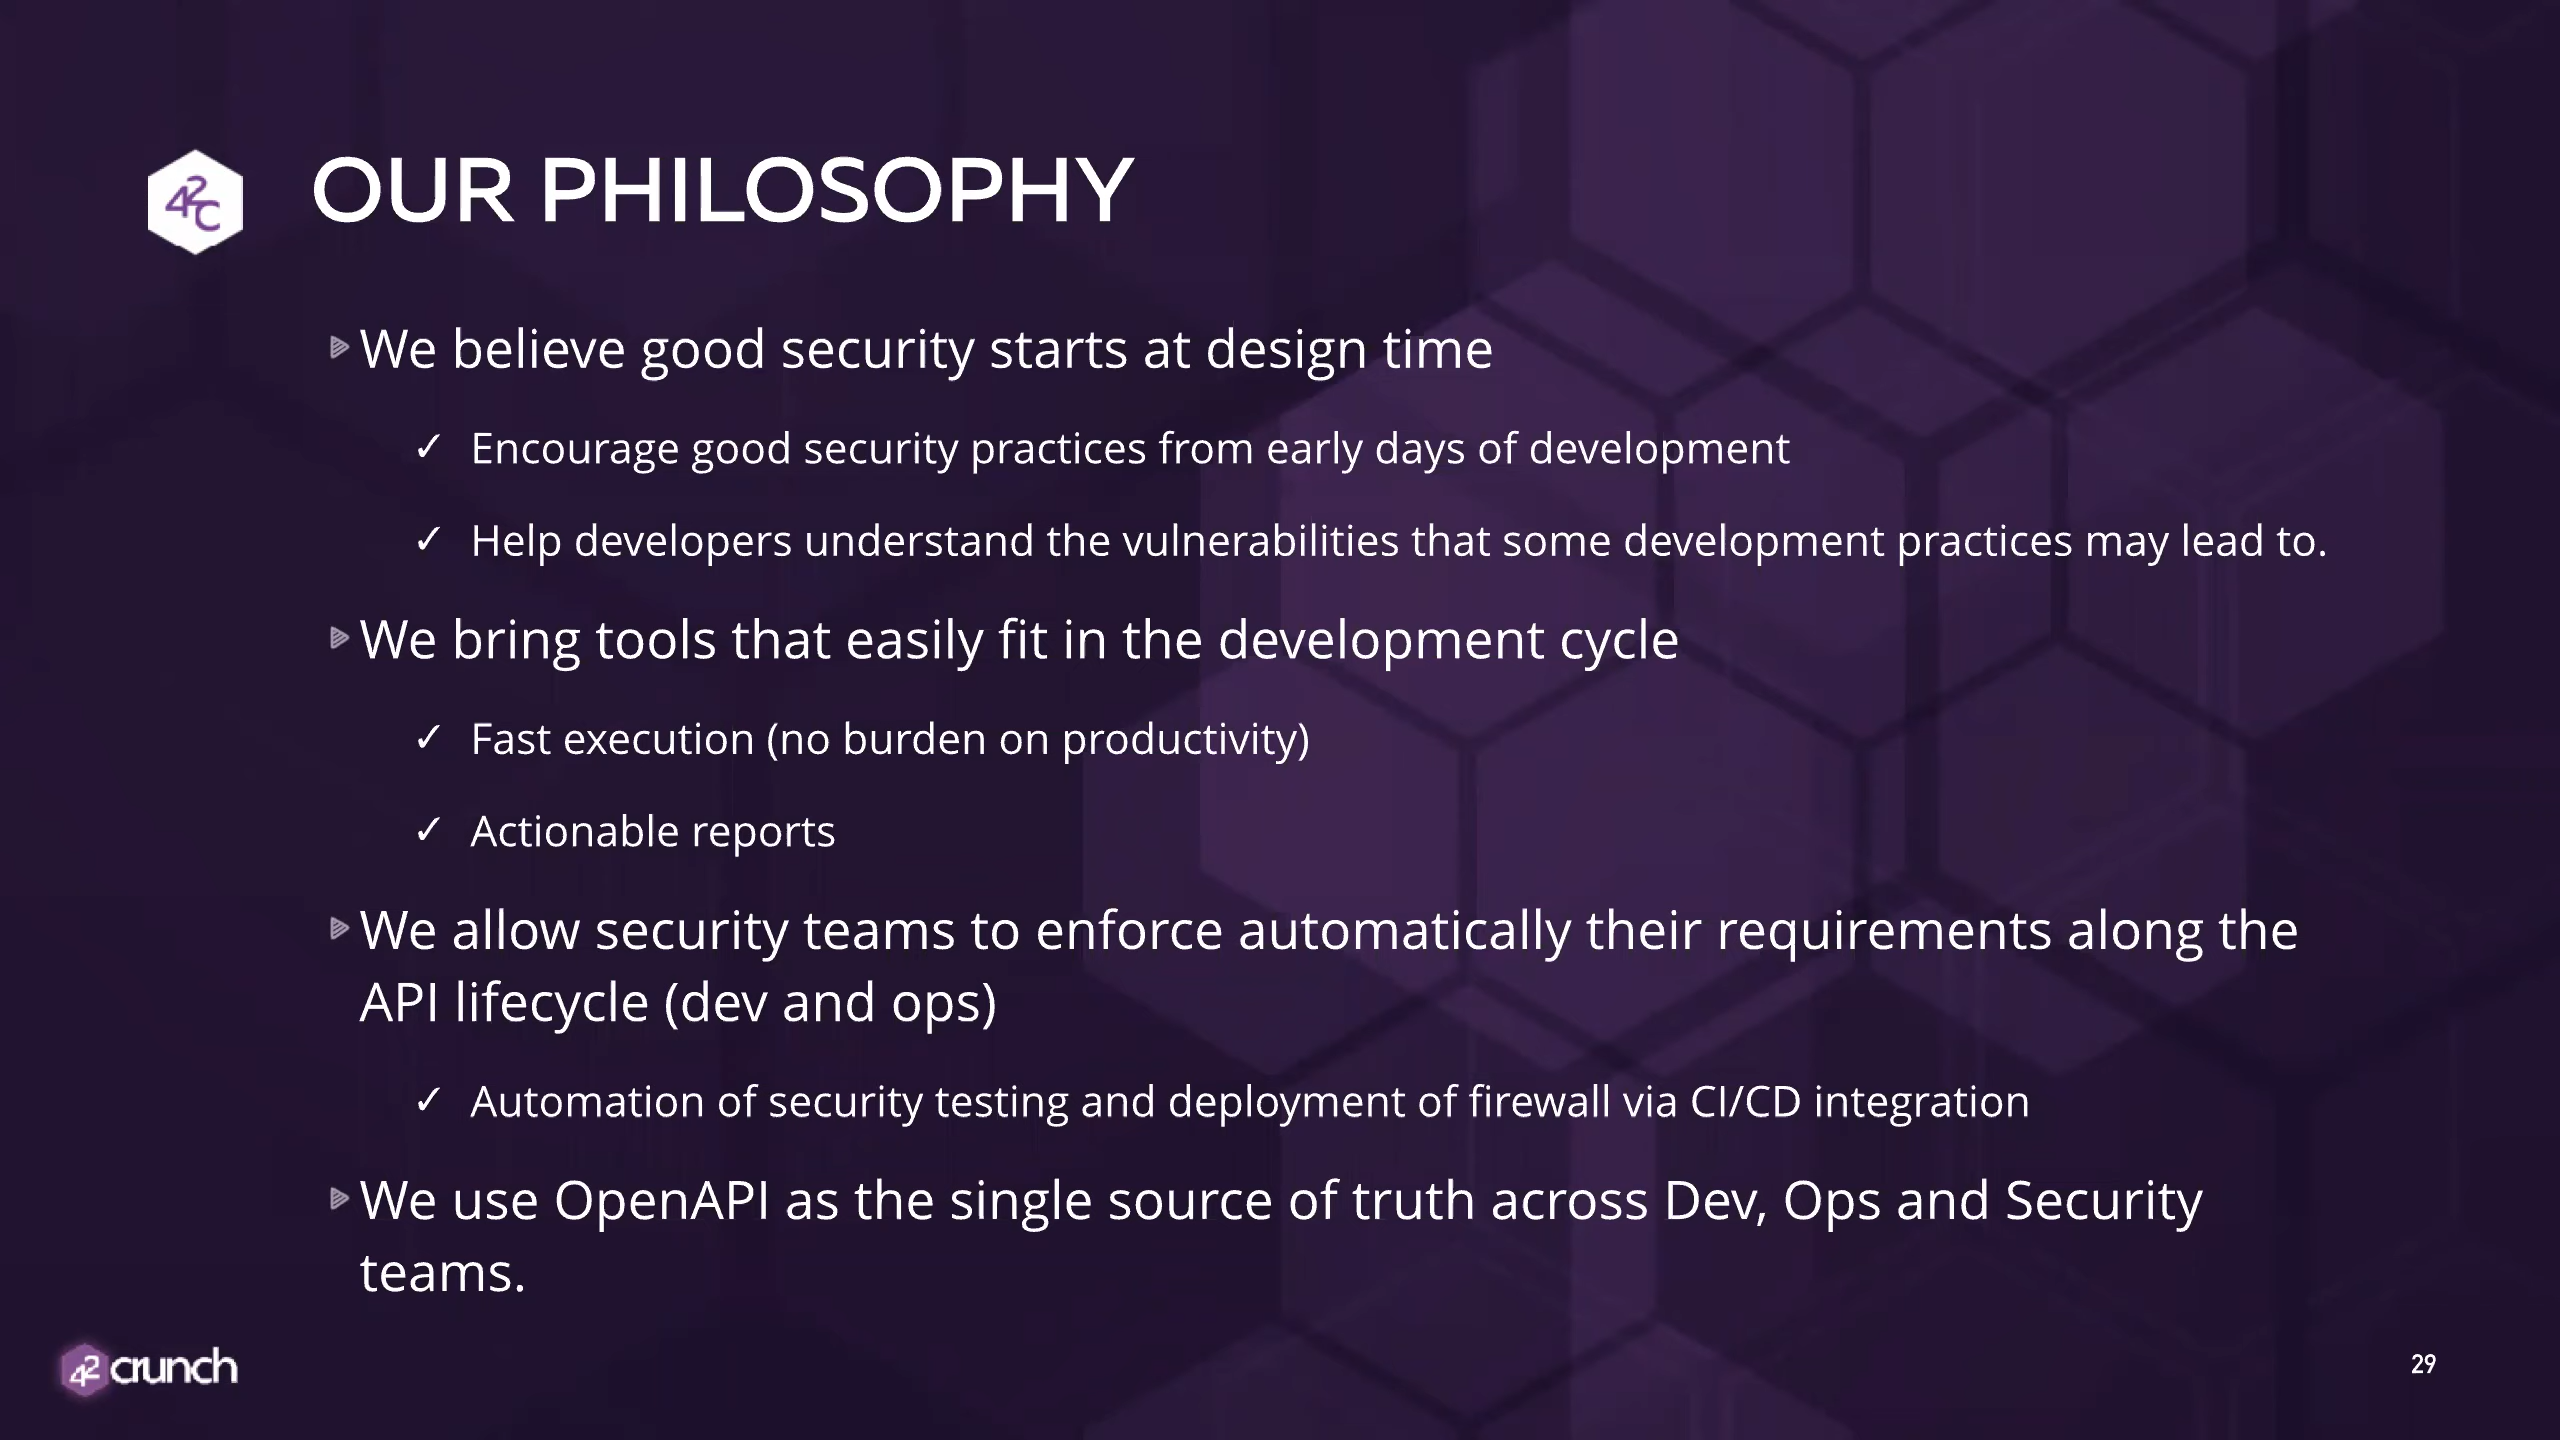 42C
OUR PHILOSOPHY
We believe good security starts at design time
✓ Encourage good security practices from early days of development
✓ Help developers understand the vulnerabilities that some development practices may lead to.
We bring tools that easily fit in the development cycle
✓ Fast execution (no burden on productivity)
✓ Actionable reports
We allow security teams to enforce automatically their requirements along the
API lifecycle (dev and ops)
✓ Automation of security testing and deployment of firewall via CI/CD integration
We use OpenAPI as the single source of truth across Dev, Ops and Security
teams.
42crunch
29